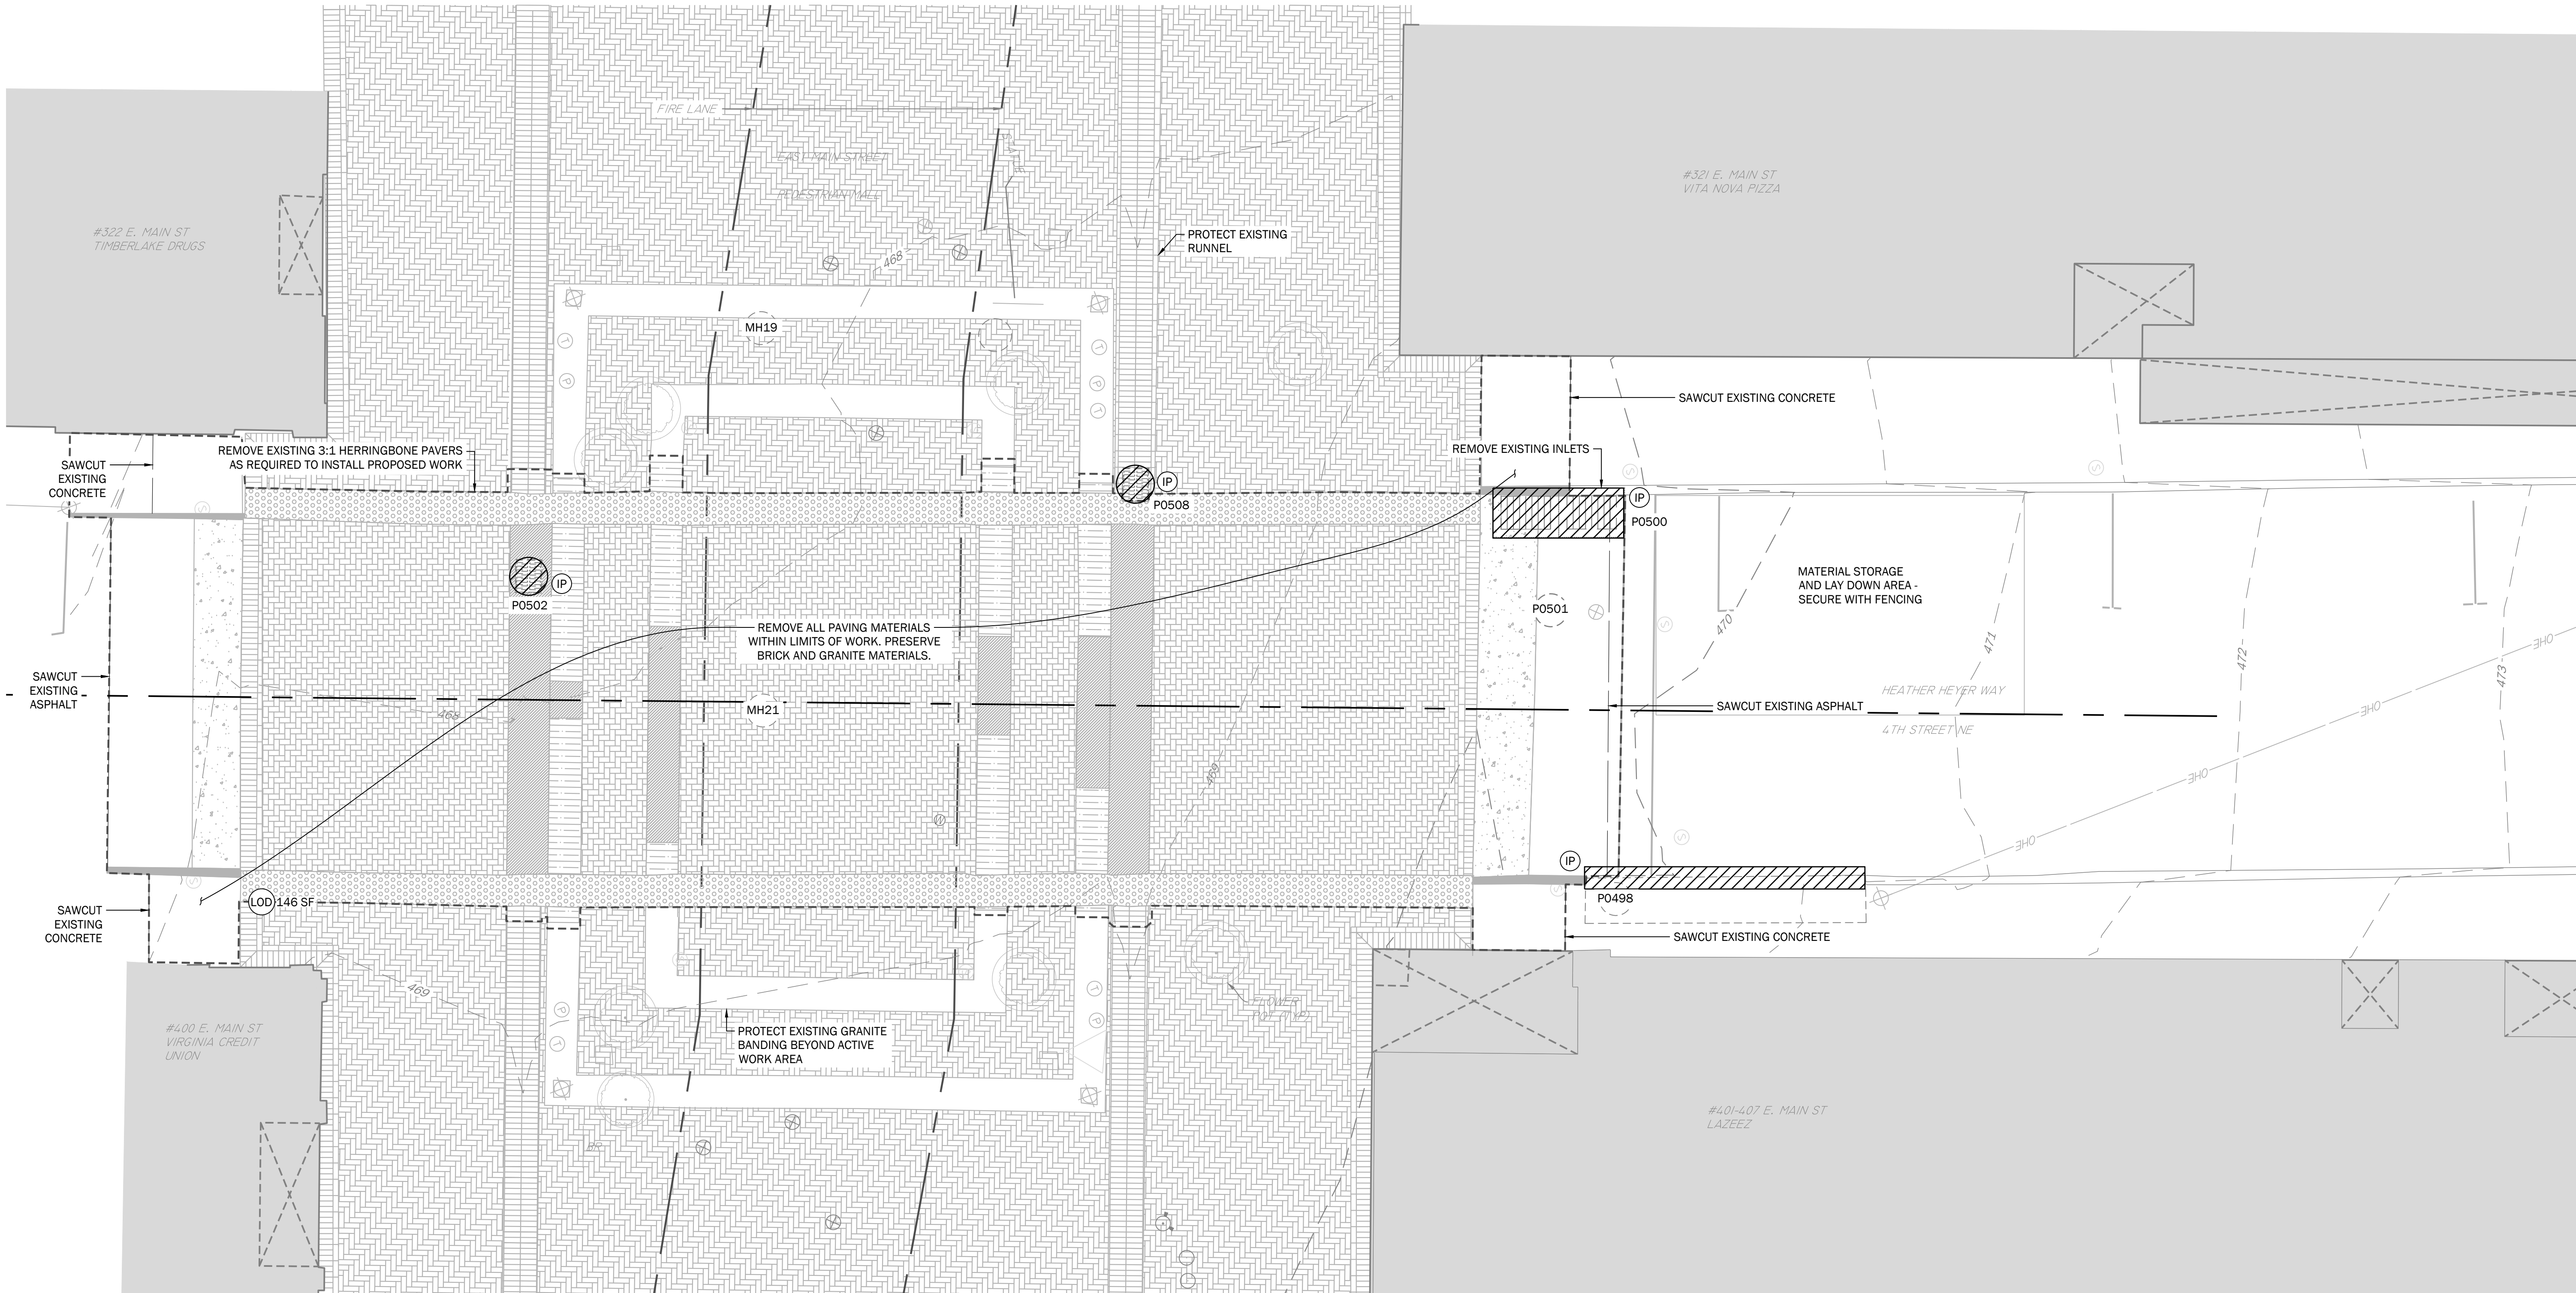 FIRE LANE
EAST MAIN STREET
PEDESTRIAN MALL
STAGE
#321 E. MAIN ST
VITA NOVA PIZZA
#322 E. MAIN ST
TIMBERLAKE DRUGS
PROTECT EXISTING
RUNNEL
468
MH19
T
P
T
P
T
SAWCUT EXISTING CONCRETE
REMOVE EXISTING 3:1 HERRINGBONE PAVERS
AS REQUIRED TO INSTALL PROPOSED WORK
SAWCUT
EXISTING
CONCRETE
REMOVE EXISTING INLETS
IP
P0508
IP
P0500
S
S
S
IP
P0502
P0501
MATERIAL STORAGE
AND LAY DOWN AREA -
SECURE WITH FENCING
REMOVE ALL PAVING MATERIALS
WITHIN LIMITS OF WORK. PRESERVE
BRICK AND GRANITE MATERIALS.
S
470
471
472
473
OHE
OHE
OHE
OHE
SAWCUT
EXISTING
ASPHALT
468
MH21
SAWCUT EXISTING ASPHALT
HEATHER HEYER WAY
4TH STREET NE
469
W
S
IP
S
S
LOD
146 SF
P0498
SAWCUT
EXISTING
CONCRETE
SAWCUT EXISTING CONCRETE
469
FLOWER
POT (TYP)
P
T
T
P
#400 E. MAIN ST
VIRGINIA CREDIT
UNION
PROTECT EXISTING GRANITE
BANDING BEYOND ACTIVE
WORK AREA
BR
#401-407 E. MAIN ST
LAZEEZ